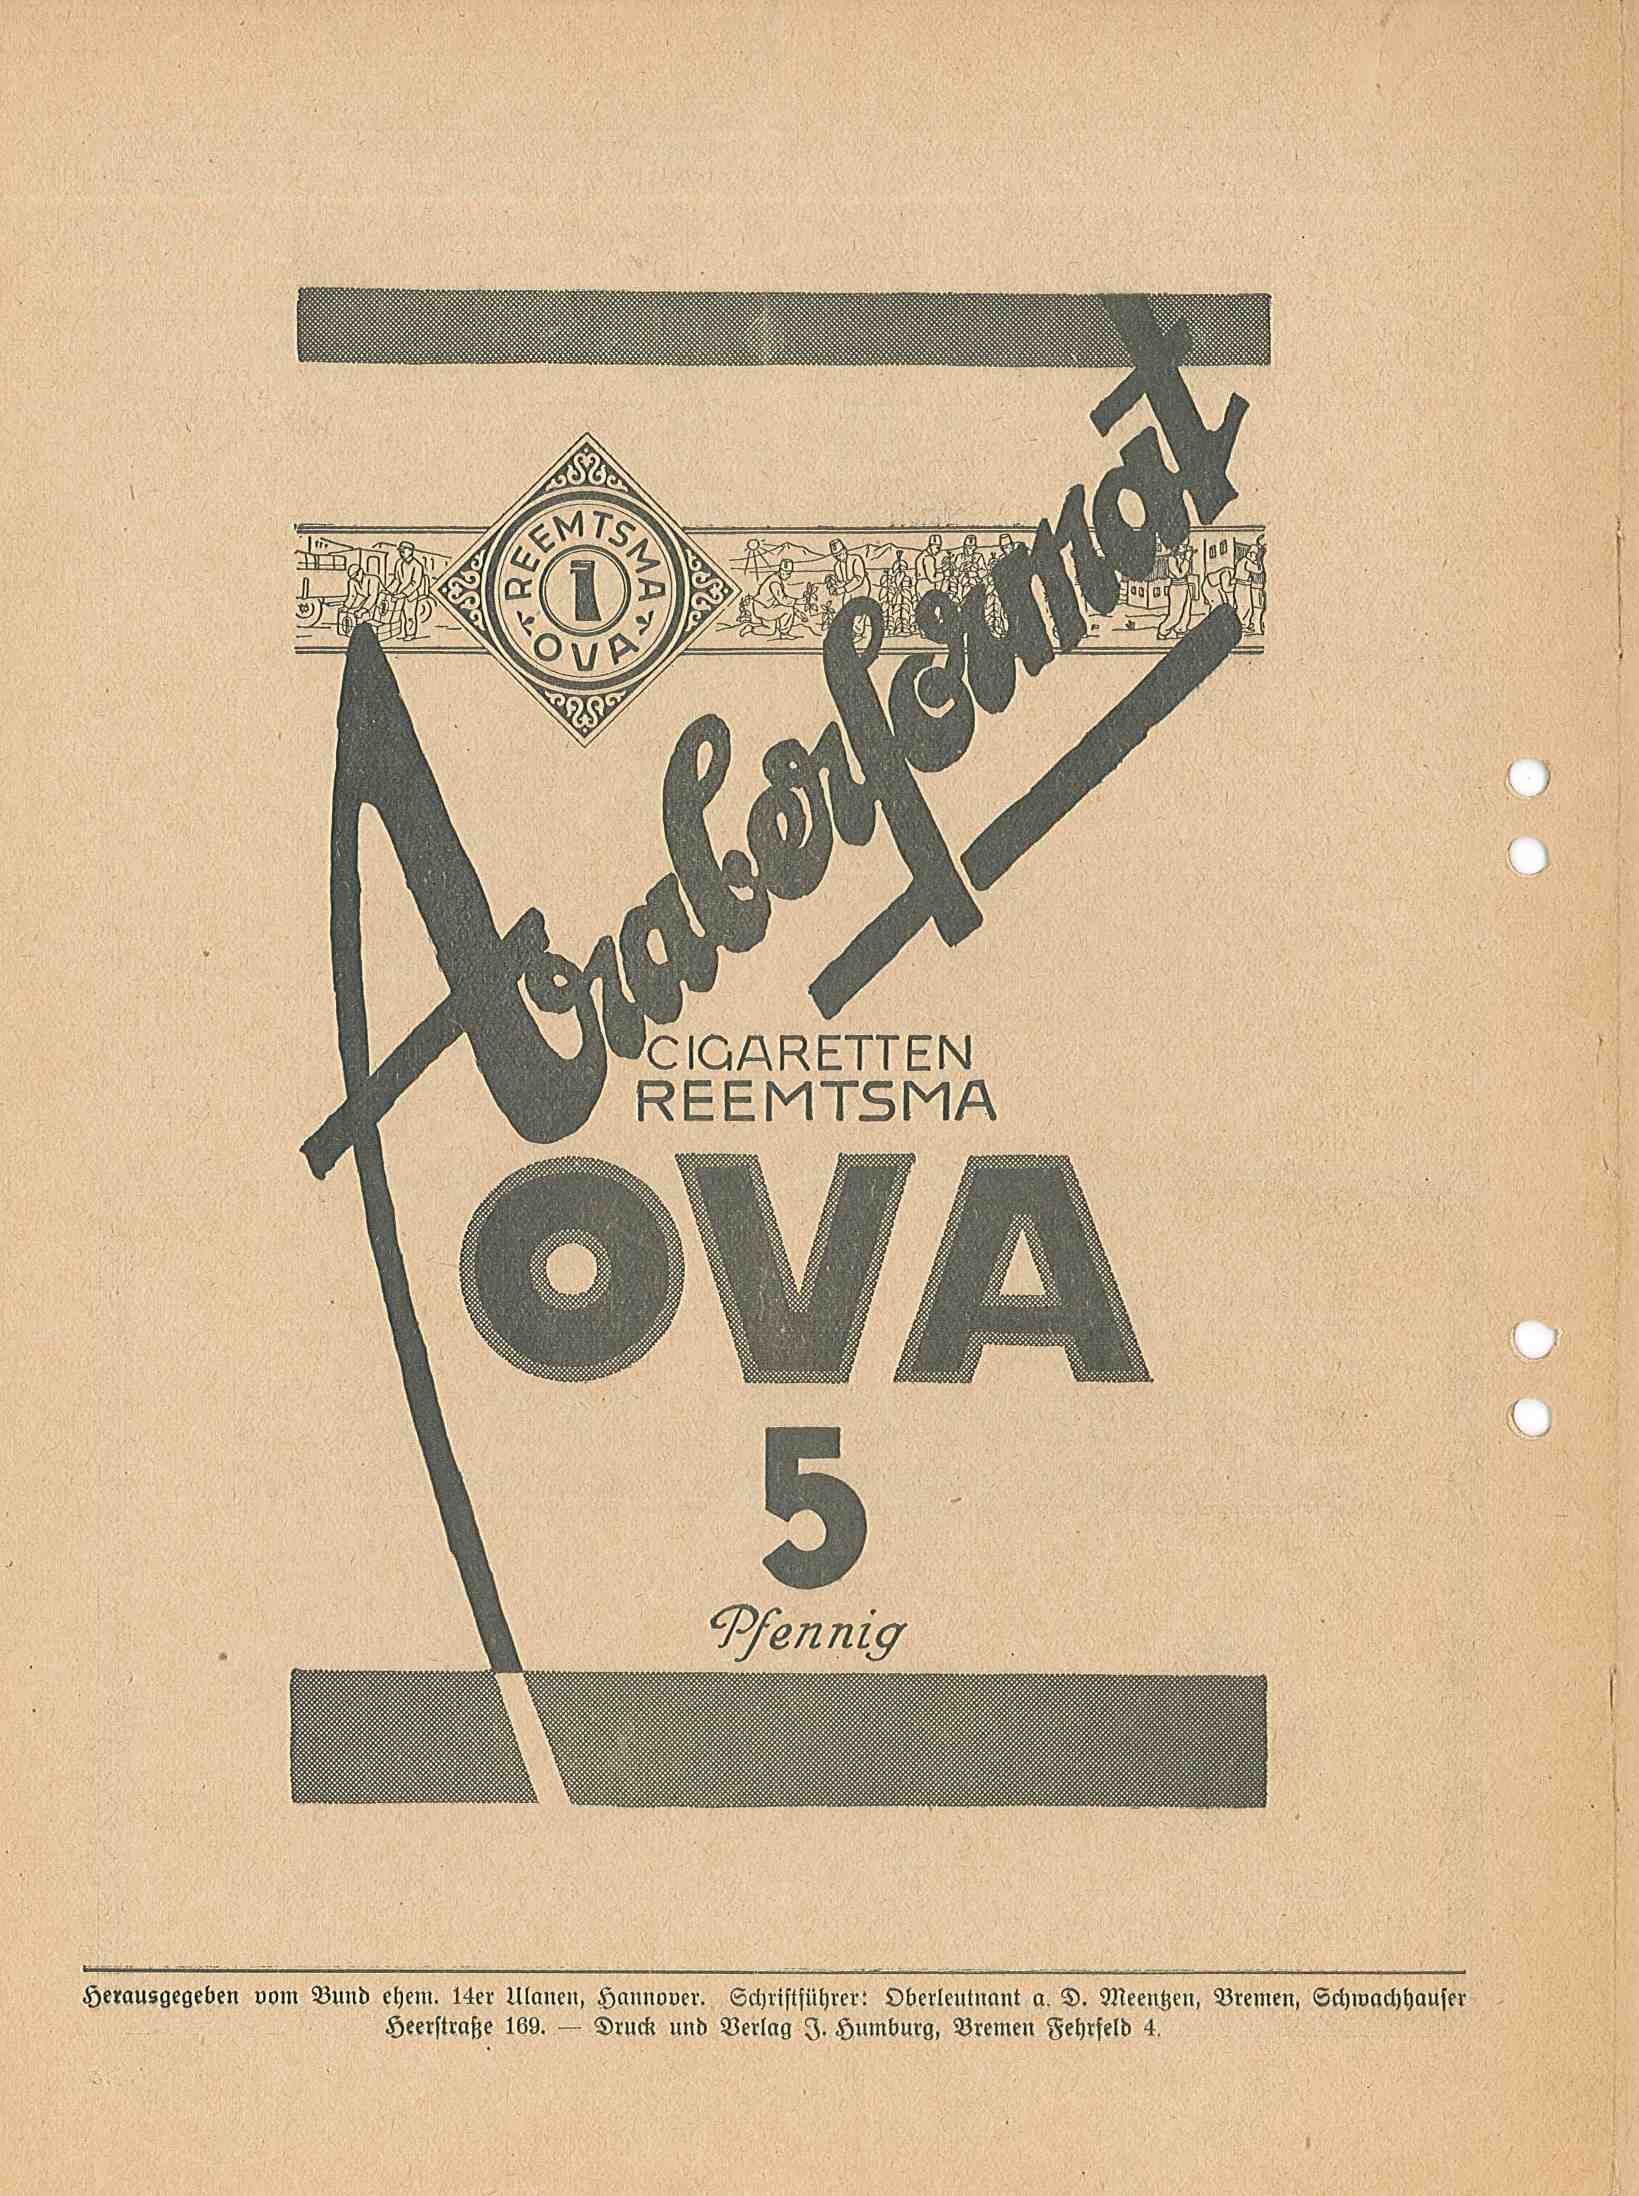 REEMTSMA
1
OVA
Araberformat
CIGARETTEN
REEMTSMA
OVA
5
Pfennig
Herausgegeben vom Bund ehem. 14er Ulanen, Hannover. Schriftführer: Oberleutnant a. D. Meentzen, Bremen, Schwachhauser
Heerstraße 169. — Druck und Verlag J. Humburg, Bremen Fehrfeld 4.